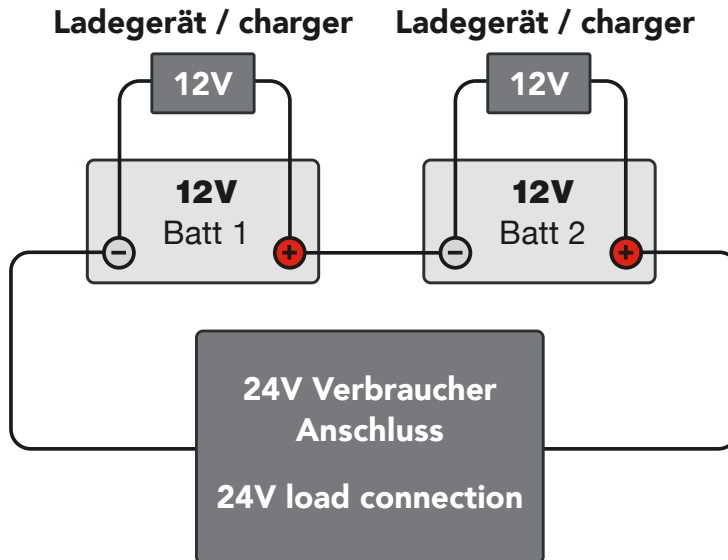 Ladegerät / charger
Ladegerät / charger
12V
12V
12V
Batt 1
−
+
12V
Batt 2
−
+
24V Verbraucher
Anschluss
24V load connection